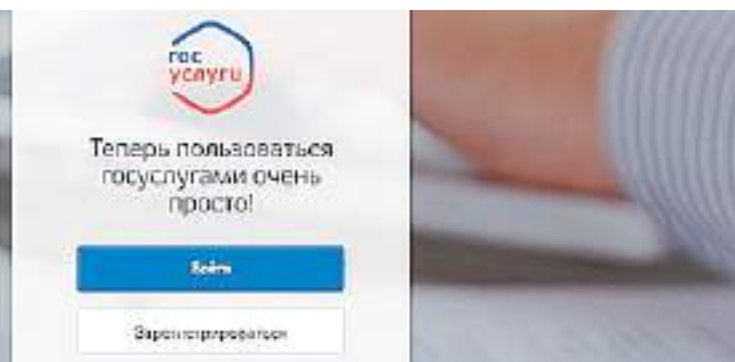 гос
услуги
Теперь пользоваться
госуслугами очень
просто!
Войти
Зарегистрироваться